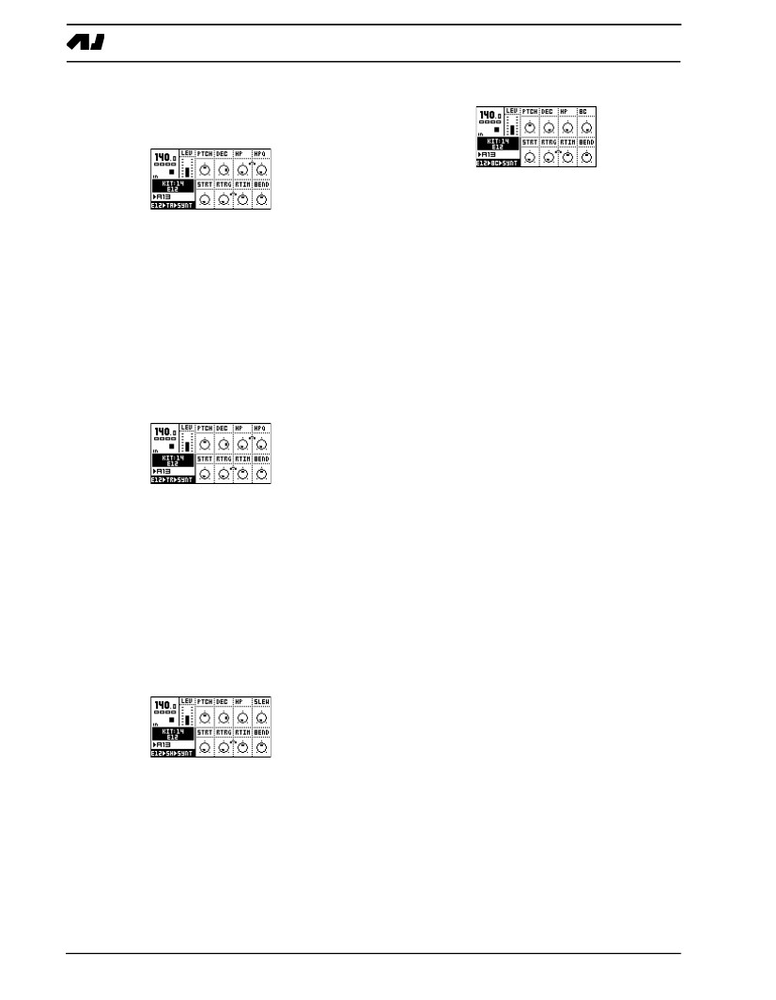 140.0 LEV PTCH DEC HP HPQ
KIT:14 STRT RTRG RTIM BEND
E12
A13
E12 TR SYNT
140.0 LEV PTCH DEC HP HPQ
KIT:14 STRT RTRG RTIM BEND
E12
A13
E12 TR SYNT
140.0 LEV PTCH DEC HP SLEW
KIT:14 STRT RTRG RTIM BEND
E12
A13
E12 SH SYNT
140.0 LEV PTCH DEC HP BC
KIT:14 STRT RTRG RTIM BEND
E12
A13
E12 BC SYNT